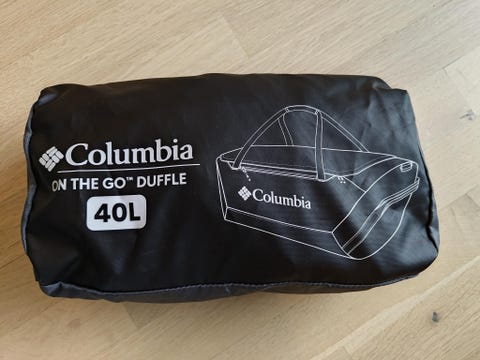 Columbia
ON THE GO™ DUFFLE
40L
Columbia